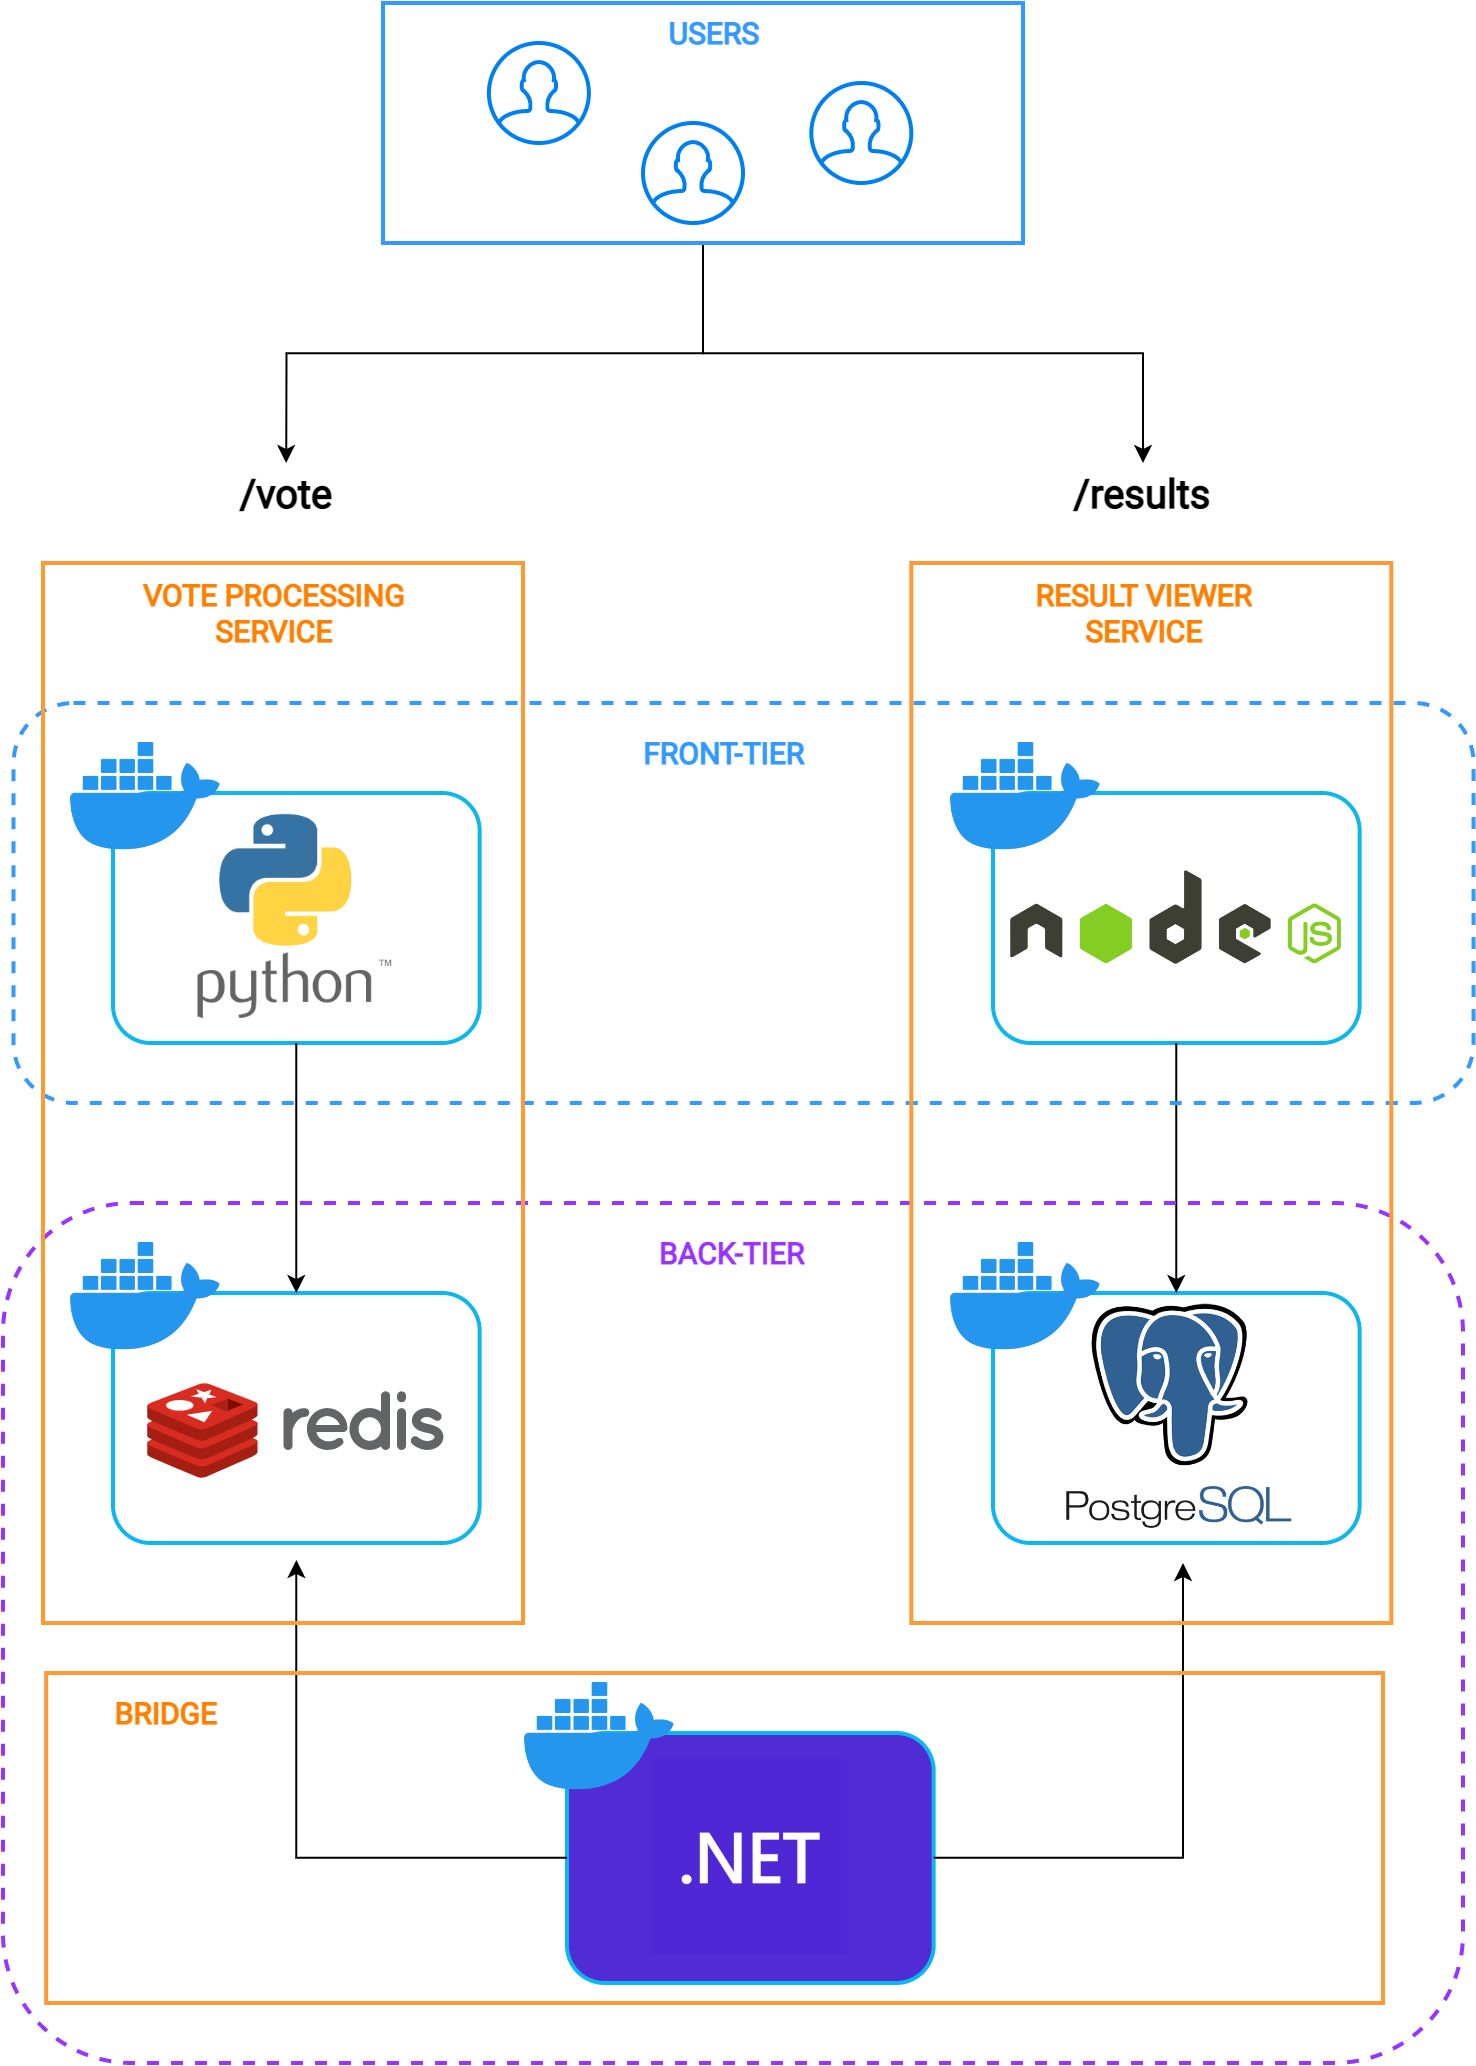 USERS
/vote
/results
VOTE PROCESSING
SERVICE
RESULT VIEWER
SERVICE
FRONT-TIER
python™
node JS
BACK-TIER
redis
PostgreSQL
BRIDGE
.NET